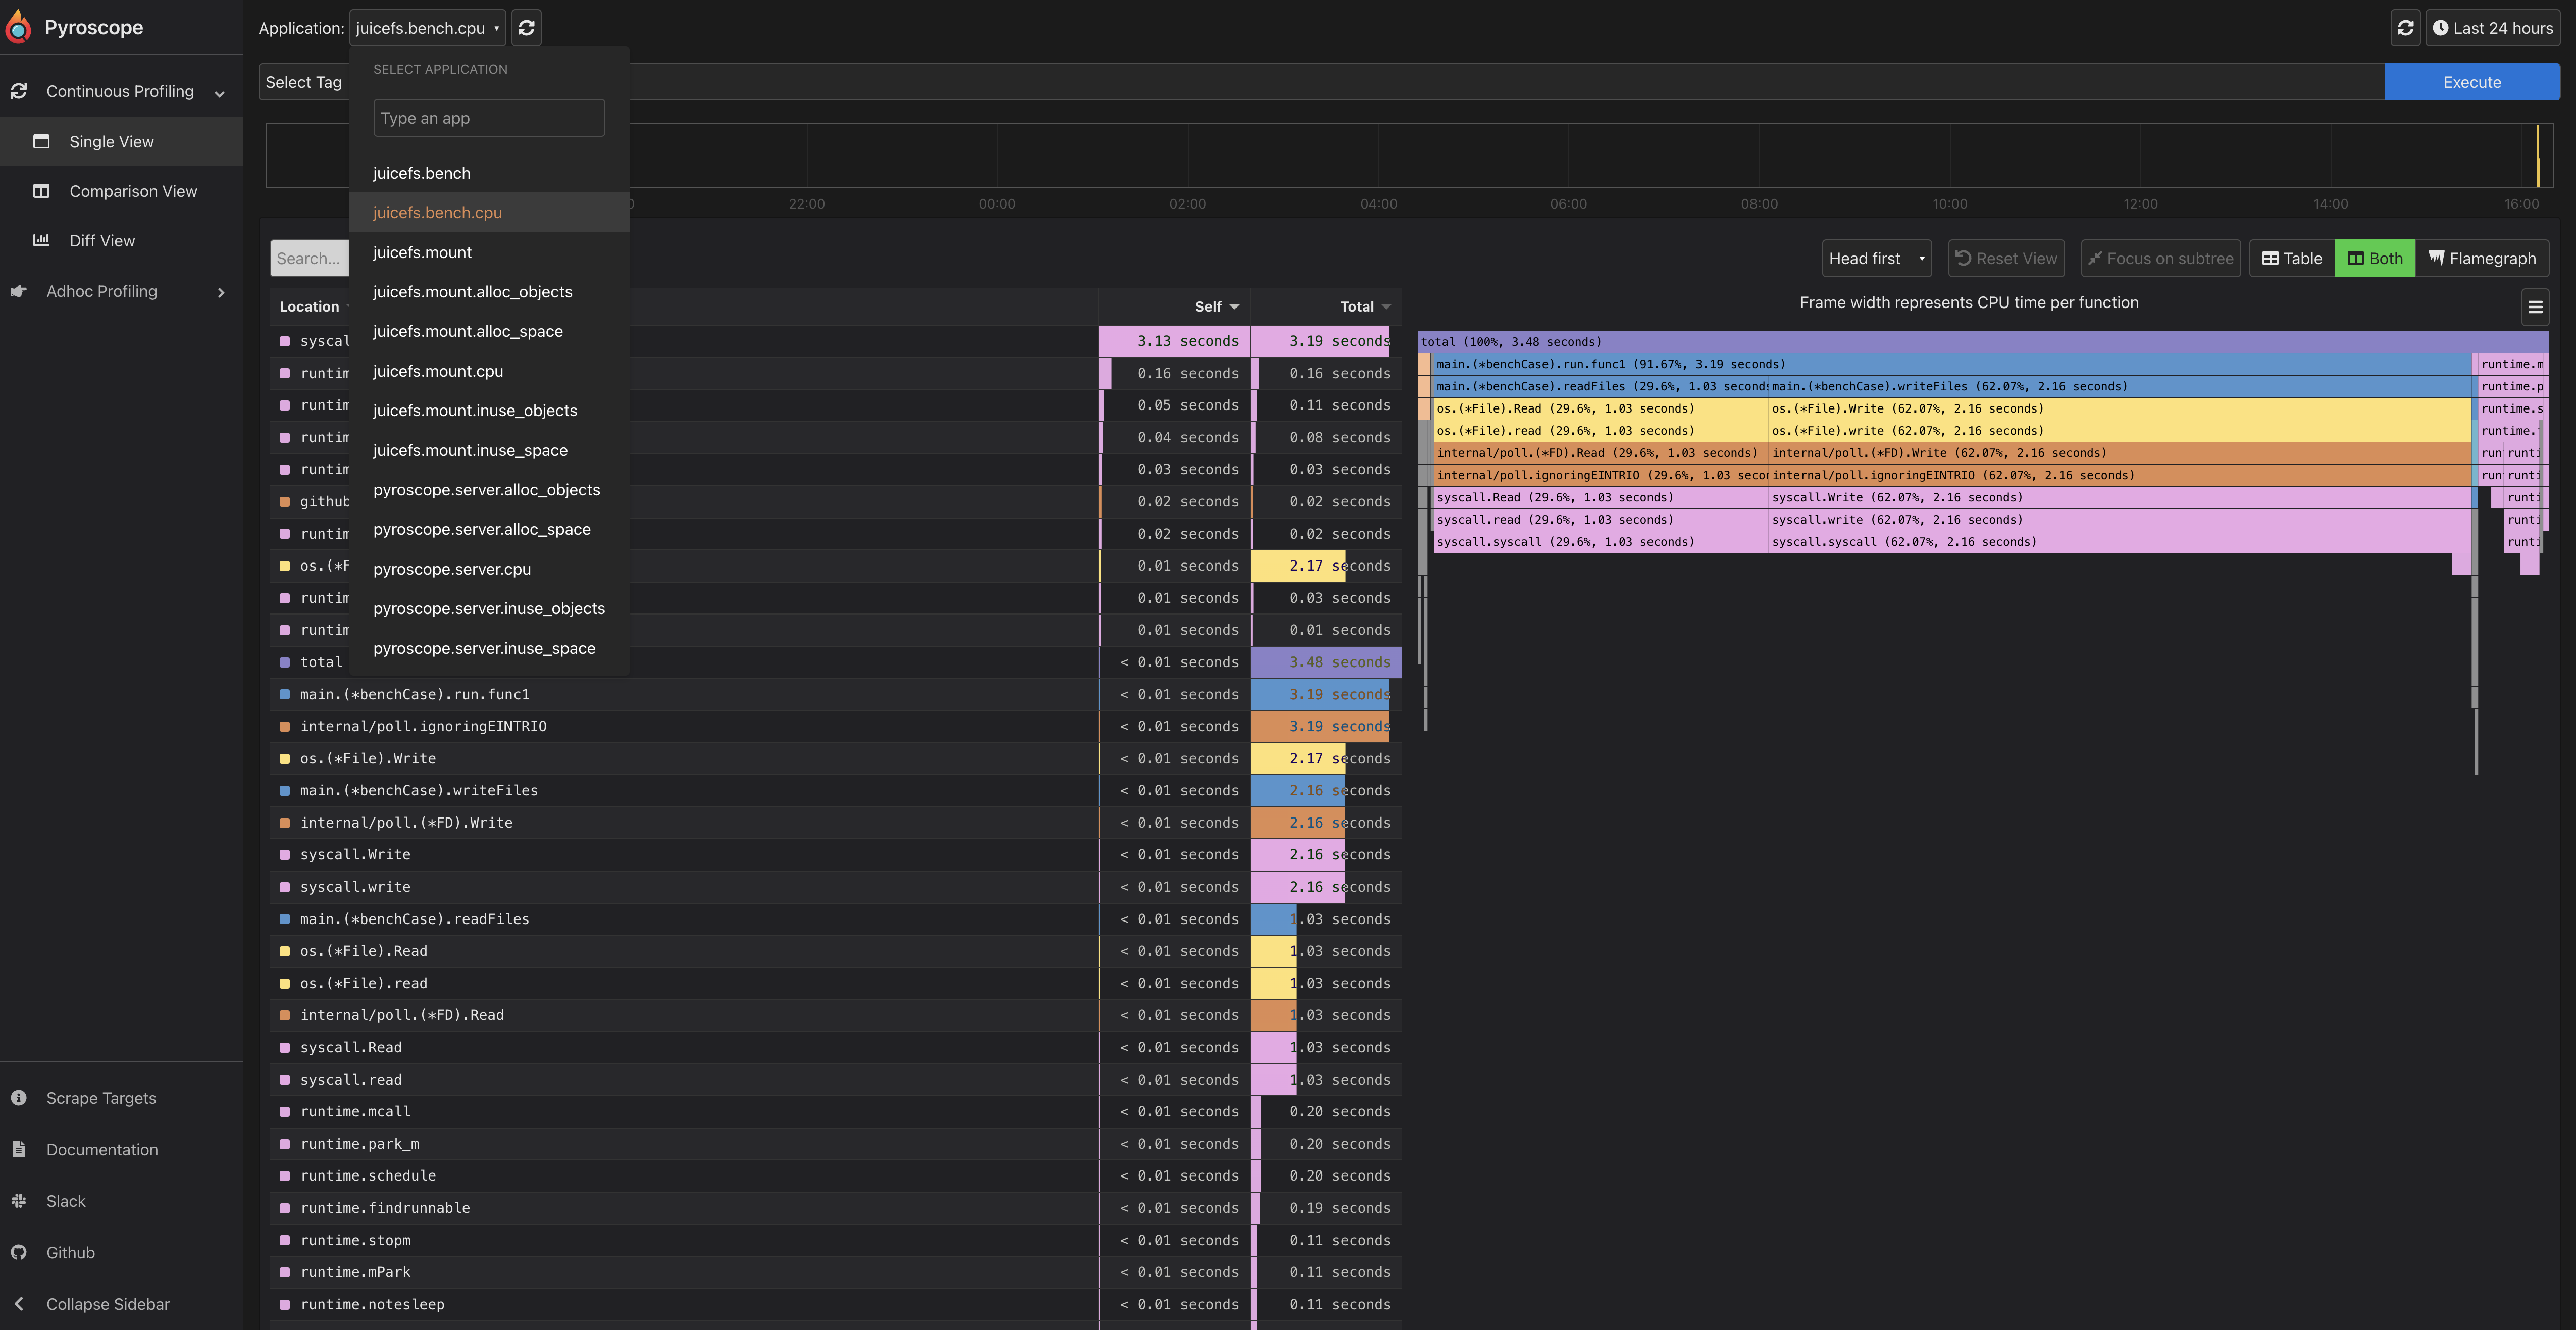 Pyroscope
Continuous Profiling
Single View
Comparison View
Diff View
Adhoc Profiling
Scrape Targets
Documentation
Slack
Github
Collapse Sidebar
Application: juicefs.bench.cpu
Last 24 hours
Select Tag
Execute
SELECT APPLICATION
Type an app
juicefs.bench
juicefs.bench.cpu
juicefs.mount
juicefs.mount.alloc_objects
juicefs.mount.alloc_space
juicefs.mount.cpu
juicefs.mount.inuse_objects
juicefs.mount.inuse_space
pyroscope.server.alloc_objects
pyroscope.server.alloc_space
pyroscope.server.cpu
pyroscope.server.inuse_objects
pyroscope.server.inuse_space
22:00 00:00 02:00 04:00 06:00 08:00 10:00 12:00 14:00 16:00
Search...
Head first Reset View Focus on subtree Table Both Flamegraph
Location Self Total
syscal 3.13 seconds 3.19 seconds
runtim 0.16 seconds 0.16 seconds
runtim 0.05 seconds 0.11 seconds
runtim 0.04 seconds 0.08 seconds
runtim 0.03 seconds 0.03 seconds
github 0.02 seconds 0.02 seconds
runtim 0.02 seconds 0.02 seconds
os.(*F 0.01 seconds 2.17 seconds
runtim 0.01 seconds 0.03 seconds
runtim 0.01 seconds 0.01 seconds
total < 0.01 seconds 3.48 seconds
main.(*benchCase).run.func1 < 0.01 seconds 3.19 seconds
internal/poll.ignoringEINTRIO < 0.01 seconds 3.19 seconds
os.(*File).Write < 0.01 seconds 2.17 seconds
main.(*benchCase).writeFiles < 0.01 seconds 2.16 seconds
internal/poll.(*FD).Write < 0.01 seconds 2.16 seconds
syscall.Write < 0.01 seconds 2.16 seconds
syscall.write < 0.01 seconds 2.16 seconds
main.(*benchCase).readFiles < 0.01 seconds 1.03 seconds
os.(*File).Read < 0.01 seconds 1.03 seconds
os.(*File).read < 0.01 seconds 1.03 seconds
internal/poll.(*FD).Read < 0.01 seconds 1.03 seconds
syscall.Read < 0.01 seconds 1.03 seconds
syscall.read < 0.01 seconds 1.03 seconds
runtime.mcall < 0.01 seconds 0.20 seconds
runtime.park_m < 0.01 seconds 0.20 seconds
runtime.schedule < 0.01 seconds 0.20 seconds
runtime.findrunnable < 0.01 seconds 0.19 seconds
runtime.stopm < 0.01 seconds 0.11 seconds
runtime.mPark < 0.01 seconds 0.11 seconds
runtime.notesleep < 0.01 seconds 0.11 seconds
Frame width represents CPU time per function
total (100%, 3.48 seconds)
main.(*benchCase).run.func1 (91.67%, 3.19 seconds) runtime.m
main.(*benchCase).readFiles (29.6%, 1.03 seconds main.(*benchCase).writeFiles (62.07%, 2.16 seconds) runtime.p
os.(*File).Read (29.6%, 1.03 seconds) os.(*File).Write (62.07%, 2.16 seconds) runtime.s
os.(*File).read (29.6%, 1.03 seconds) os.(*File).write (62.07%, 2.16 seconds) runtime.
internal/poll.(*FD).Read (29.6%, 1.03 seconds) internal/poll.(*FD).Write (62.07%, 2.16 seconds) run runti
internal/poll.ignoringEINTRIO (29.6%, 1.03 secon internal/poll.ignoringEINTRIO (62.07%, 2.16 seconds) run runti
syscall.Read (29.6%, 1.03 seconds) syscall.Write (62.07%, 2.16 seconds) runti
syscall.read (29.6%, 1.03 seconds) syscall.write (62.07%, 2.16 seconds) runti
syscall.syscall (29.6%, 1.03 seconds) syscall.syscall (62.07%, 2.16 seconds) runti